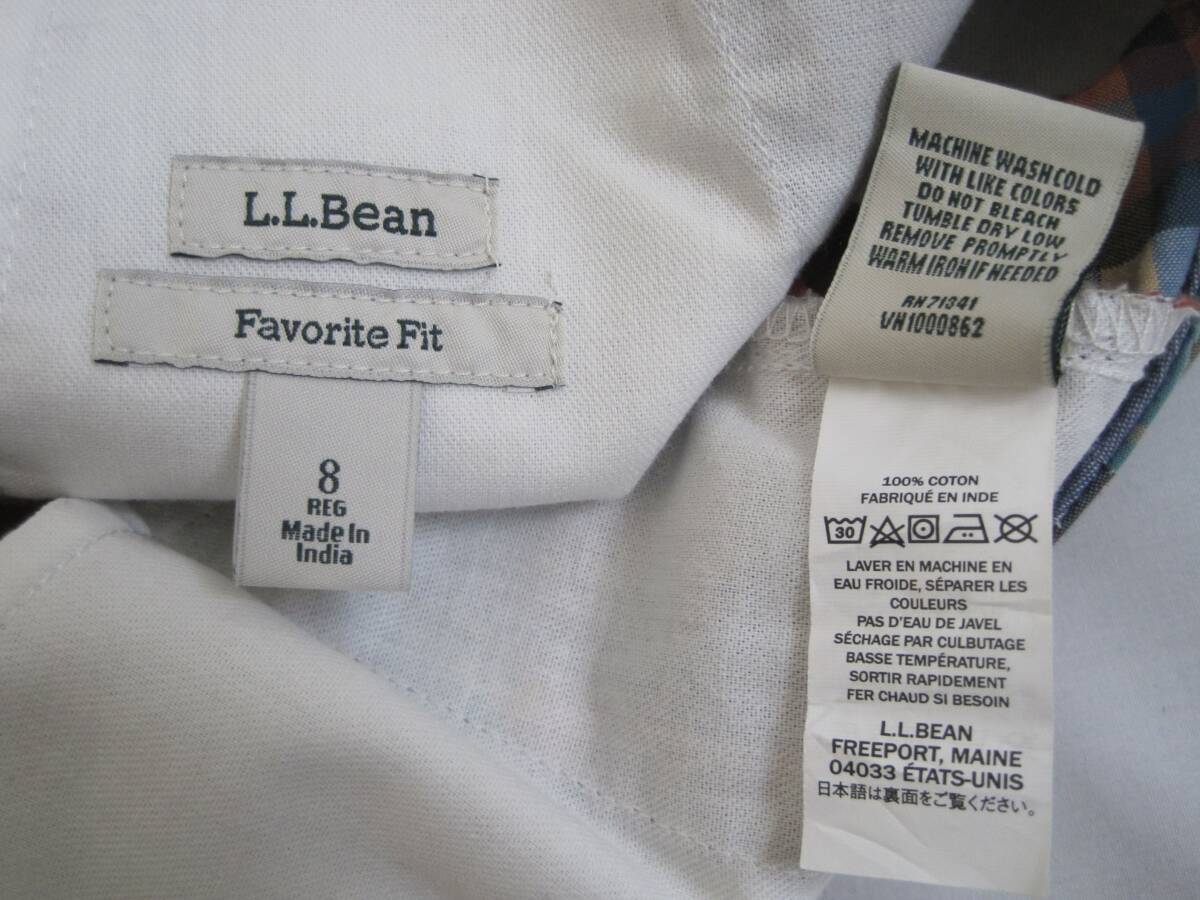 L.L.Bean
Favorite Fit
8
REG
Made In
India
MACHINE WASH COLD
WITH LIKE COLORS
DO NOT BLEACH
TUMBLE DRY LOW
REMOVE PROMPTLY
WARM IRON IF NEEDED
RN71341
VN1000862
100% COTON
FABRIQUÉ EN INDE
30
LAVER EN MACHINE EN
EAU FROIDE, SÉPARER LES
COULEURS
PAS D'EAU DE JAVEL
SÉCHAGE PAR CULBUTAGE
BASSE TEMPÉRATURE,
SORTIR RAPIDEMENT
FER CHAUD SI BESOIN
L.L.BEAN
FREEPORT, MAINE
04033 ÉTATS-UNIS
日本語は裏面をご覧ください。